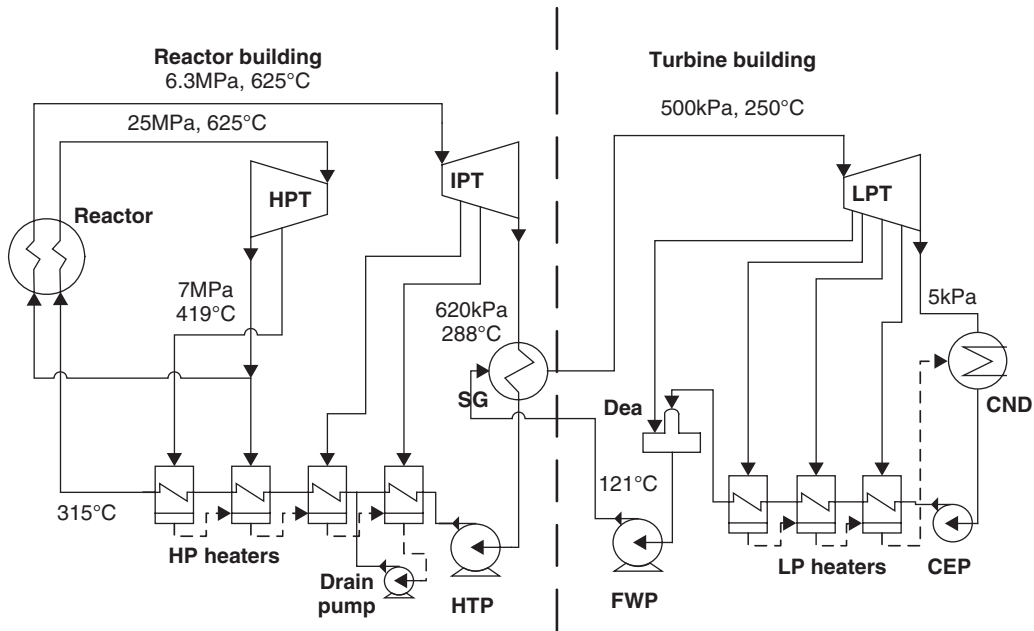 Reactor building
6.3MPa, 625°C
25MPa, 625°C
Turbine building
500kPa, 250°C
HPT
IPT
LPT
Reactor
7MPa
419°C
620kPa
288°C
5kPa
SG
Dea
CND
315°C
121°C
HP heaters
Drain
pump
HTP
FWP
LP heaters
CEP